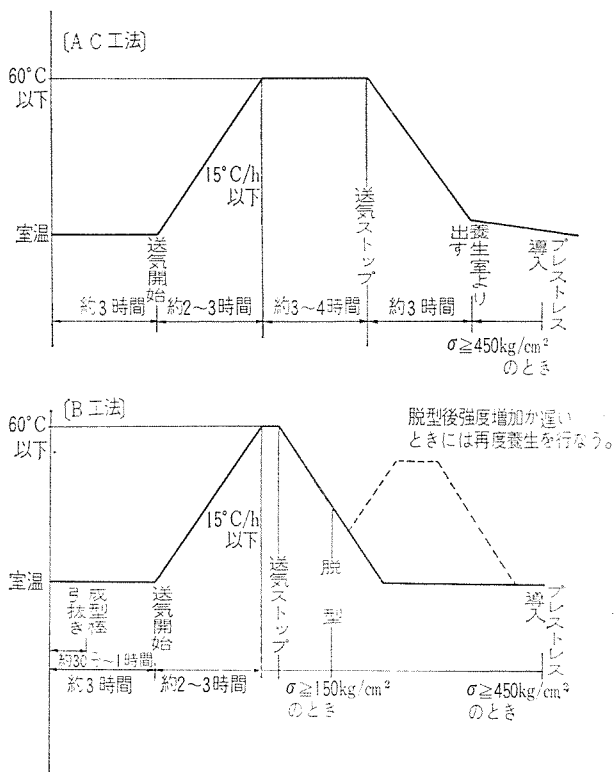 〔AC工法〕
60°C
以下
15°C/h
以下
室温
送気開始
送気ストップ
養生室より
出す
プレストレス
導入
約3時間
約2～3時間
約3～4時間
約3時間
σ≧450kg/cm²
のとき
〔B工法〕
脱型後強度増加が遅い
ときには再度養生を行なう。
60°C
以下
15°C/h
以下
室温
成型棒
引抜き
送気開始
送気ストップ
脱型
プレストレス
導入
約30分～1時間
約3時間
約2～3時間
σ≧150kg/cm²
のとき
σ≧450kg/cm²
のとき